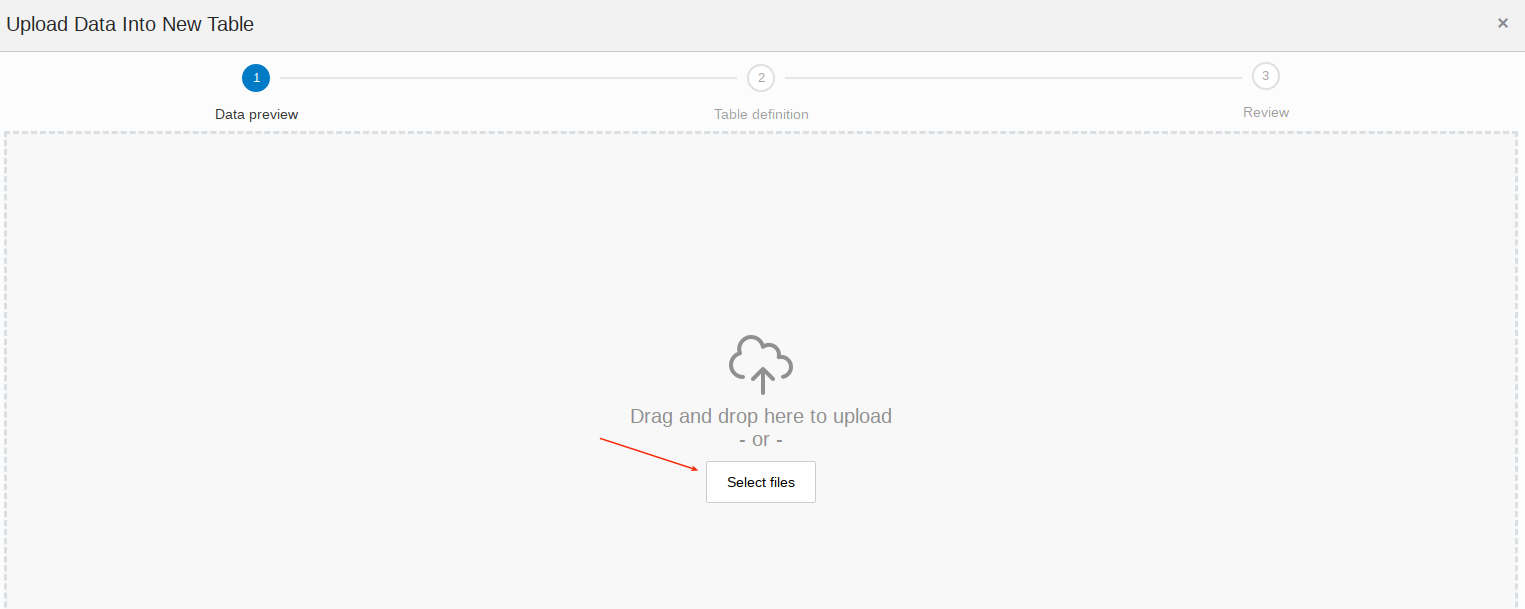 Upload Data Into New Table
×
1
2
3
Data preview
Table definition
Review
Drag and drop here to upload
- or -
Select files